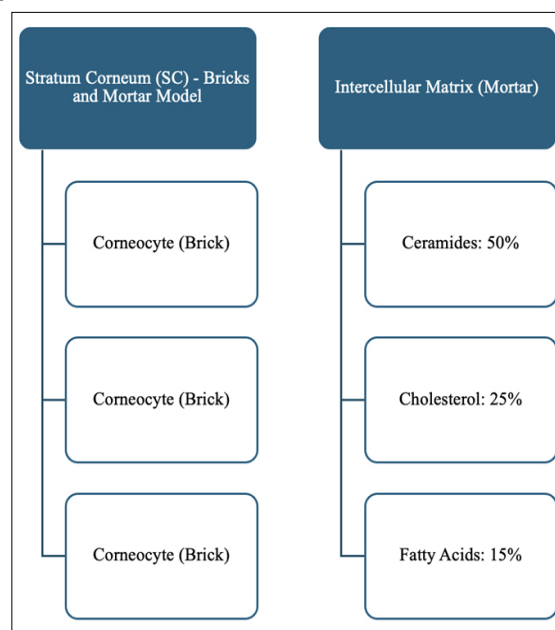 Stratum Corneum (SC) - Bricks
and Mortar Model
Corneocyte (Brick)
Corneocyte (Brick)
Corneocyte (Brick)
Intercellular Matrix (Mortar)
Ceramides: 50%
Cholesterol: 25%
Fatty Acids: 15%